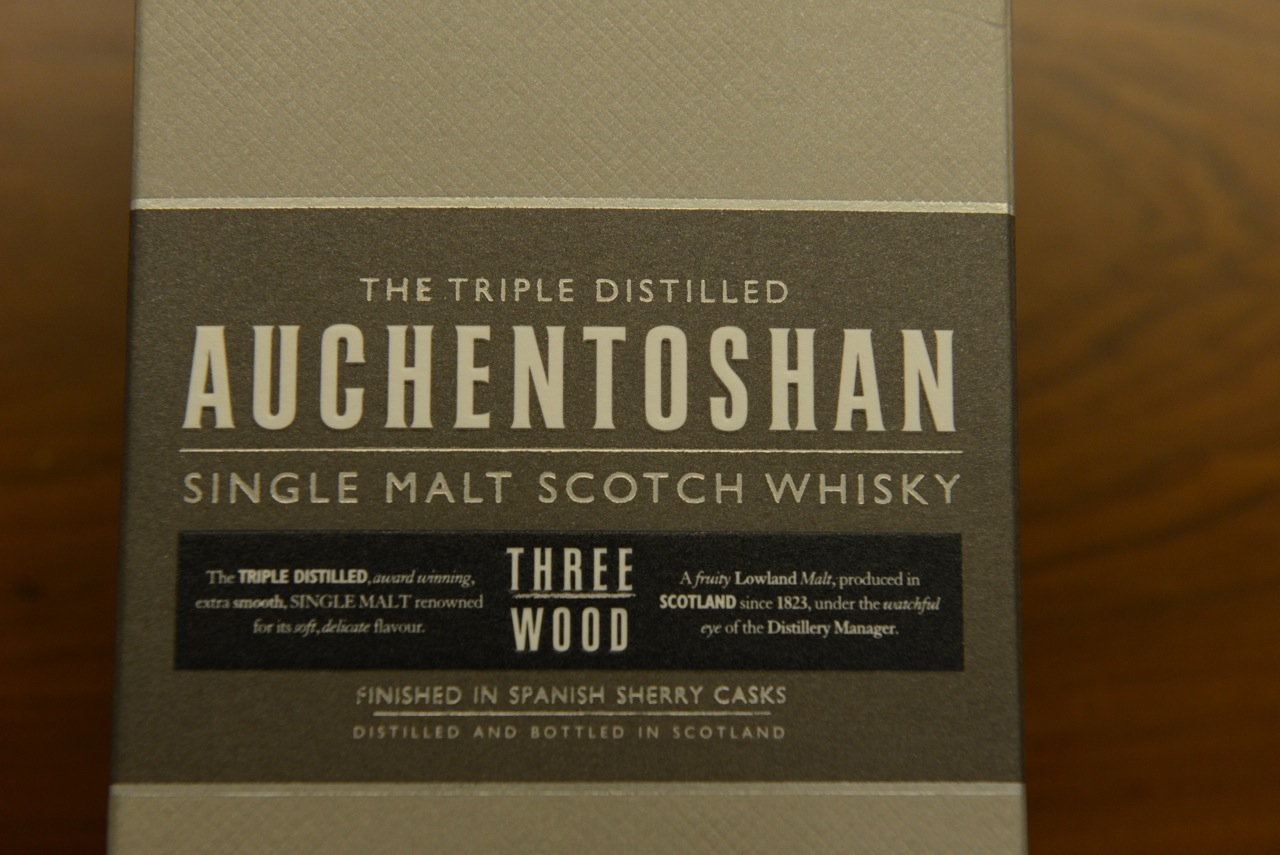 THE TRIPLE DISTILLED
AUCHENTOSHAN
SINGLE MALT SCOTCH WHISKY
The TRIPLE DISTILLED, award winning,
extra smooth, SINGLE MALT renowned
for its soft, delicate flavour.
THREE
WOOD
A fruity Lowland Malt, produced in
SCOTLAND since 1823, under the watchful
eye of the Distillery Manager.
FINISHED IN SPANISH SHERRY CASKS
DISTILLED AND BOTTLED IN SCOTLAND